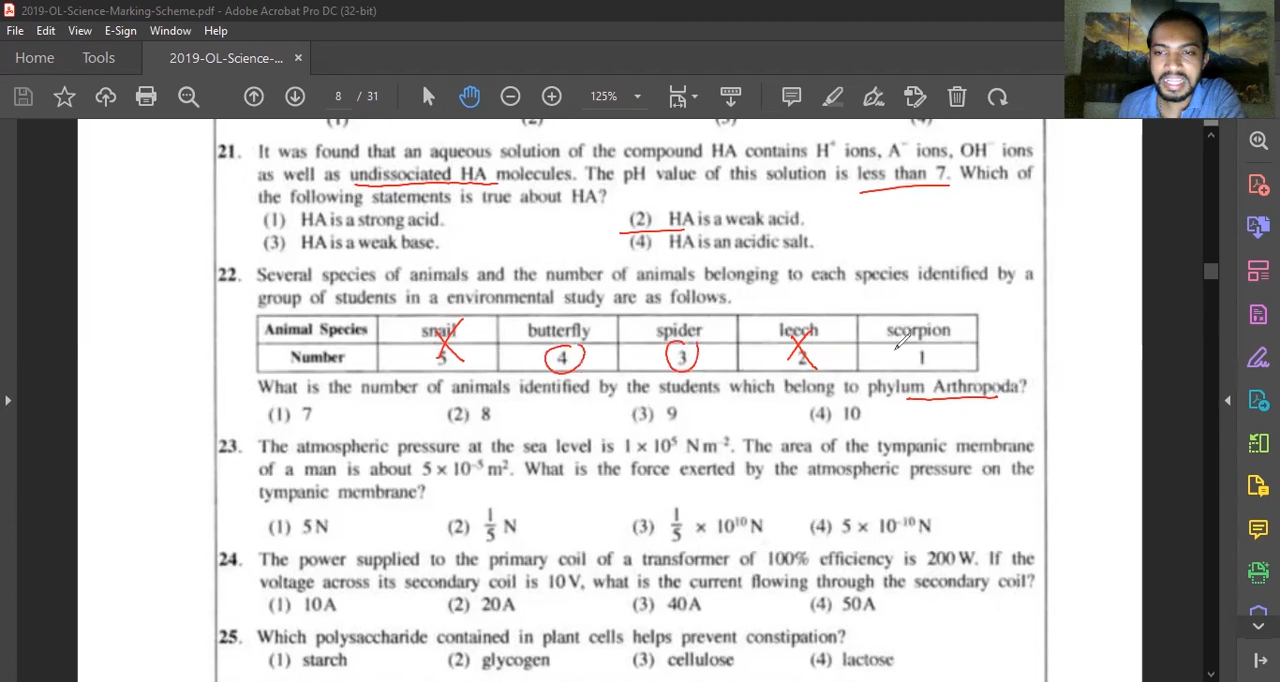 2019-OL-Science-Marking-Scheme.pdf - Adobe Acrobat Pro DC (32-bit)
File Edit View E-Sign Window Help
Home Tools 2019-OL-Science-... ×
8 / 31 125%
21. It was found that an aqueous solution of the compound HA contains H⁺ ions, A⁻ ions, OH⁻ ions
as well as undissociated HA molecules. The pH value of this solution is less than 7. Which of
the following statements is true about HA?
(1) HA is a strong acid. (2) HA is a weak acid.
(3) HA is a weak base. (4) HA is an acidic salt.
22. Several species of animals and the number of animals belonging to each species identified by a
group of students in a environmental study are as follows.
Animal Species snail butterfly spider leech scorpion
Number 5 4 3 2 1
What is the number of animals identified by the students which belong to phylum Arthropoda?
(1) 7 (2) 8 (3) 9 (4) 10
23. The atmospheric pressure at the sea level is 1 × 10⁵ N m⁻². The area of the tympanic membrane
of a man is about 5 × 10⁻⁵ m². What is the force exerted by the atmospheric pressure on the
tympanic membrane?
(1) 5 N (2) 1/5 N (3) 1/5 × 10¹⁰ N (4) 5 × 10⁻¹⁰ N
24. The power supplied to the primary coil of a transformer of 100% efficiency is 200 W. If the
voltage across its secondary coil is 10 V, what is the current flowing through the secondary coil?
(1) 10 A (2) 20 A (3) 40 A (4) 50 A
25. Which polysaccharide contained in plant cells helps prevent constipation?
(1) starch (2) glycogen (3) cellulose (4) lactose